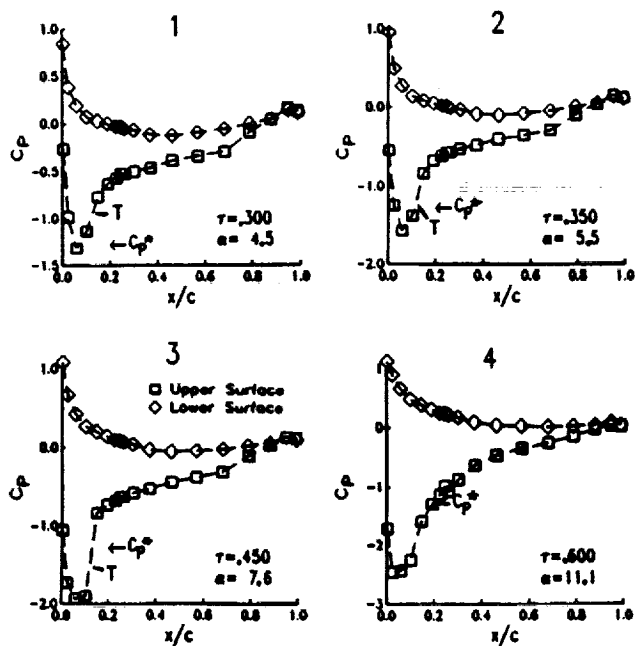 1
1.0
0.5
0.0
-0.5
-1.0
-1.5
Cp
T
←Cp*
τ=.300
α= 4.5
0.0 0.2 0.4 0.6 0.8 1.0
x/c
2
1.0
0.0
-1.0
-2.0
Cp
T
←Cp*
τ=.350
α= 5.5
0.0 0.2 0.4 0.6 0.8 1.0
x/c
3
1.0
0.0
-1.0
-2.0
Cp
Upper Surface
Lower Surface
←Cp*
T
τ=.450
α= 7.6
0.0 0.2 0.4 0.6 0.8 1.0
x/c
4
1
0
-1
-2
-3
Cp
←Cp*
τ=.600
α=11.1
0.0 0.2 0.4 0.6 0.8 1.0
x/c